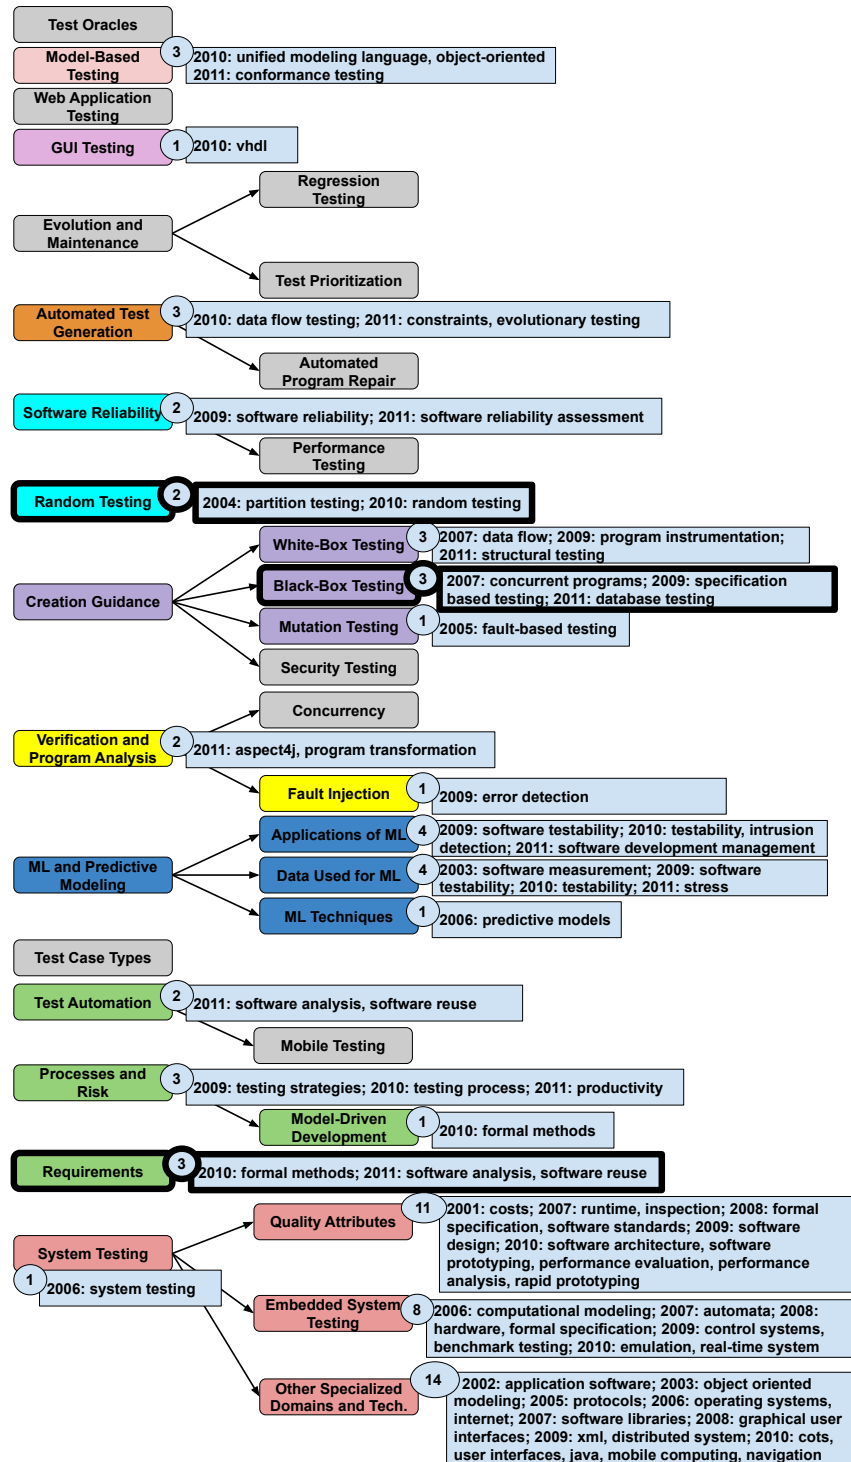 Test Oracles
Model-Based
Testing
3
2010: unified modeling language, object-oriented
2011: conformance testing
Web Application
Testing
GUI Testing
1
2010: vhdl
Regression
Testing
Evolution and
Maintenance
Test Prioritization
Automated Test
Generation
3
2010: data flow testing; 2011: constraints, evolutionary testing
Automated
Program Repair
Software Reliability
2
2009: software reliability; 2011: software reliability assessment
Performance
Testing
Random Testing
2
2004: partition testing; 2010: random testing
White-Box Testing
3
2007: data flow; 2009: program instrumentation;
2011: structural testing
Creation Guidance
Black-Box Testing
3
2007: concurrent programs; 2009: specification
based testing; 2011: database testing
Mutation Testing
1
2005: fault-based testing
Security Testing
Concurrency
Verification and
Program Analysis
2
2011: aspect4j, program transformation
Fault Injection
1
2009: error detection
Applications of ML
4
2009: software testability; 2010: testability, intrusion
detection; 2011: software development management
ML and Predictive
Modeling
Data Used for ML
4
2003: software measurement; 2009: software
testability; 2010: testability; 2011: stress
ML Techniques
1
2006: predictive models
Test Case Types
Test Automation
2
2011: software analysis, software reuse
Mobile Testing
Processes and
Risk
3
2009: testing strategies; 2010: testing process; 2011: productivity
Model-Driven
Development
1
2010: formal methods
Requirements
3
2010: formal methods; 2011: software analysis, software reuse
Quality Attributes
11
2001: costs; 2007: runtime, inspection; 2008: formal
specification, software standards; 2009: software
design; 2010: software architecture, software
prototyping, performance evaluation, performance
analysis, rapid prototyping
System Testing
1
2006: system testing
Embedded System
Testing
8
2006: computational modeling; 2007: automata; 2008:
hardware, formal specification; 2009: control systems,
benchmark testing; 2010: emulation, real-time system
Other Specialized
Domains and Tech.
14
2002: application software; 2003: object oriented
modeling; 2005: protocols; 2006: operating systems,
internet; 2007: software libraries; 2008: graphical user
interfaces; 2009: xml, distributed system; 2010: cots,
user interfaces, java, mobile computing, navigation